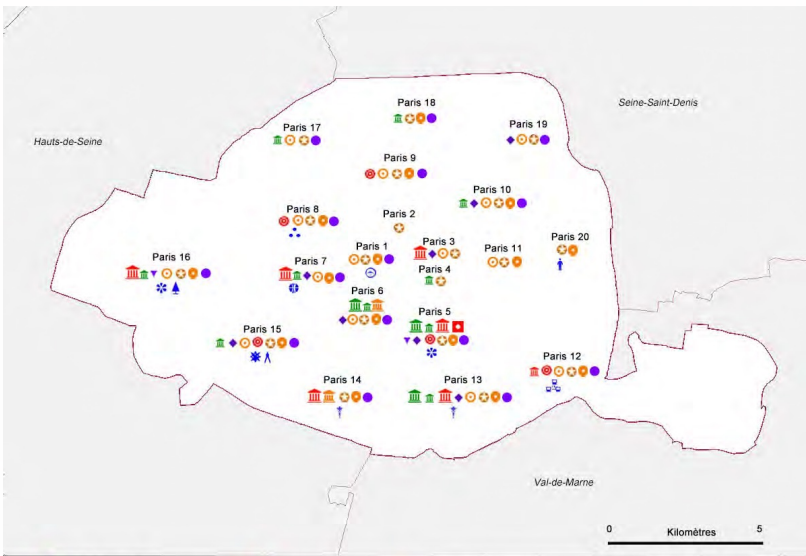 Paris 18
Seine-Saint-Denis
Paris 17
Paris 19
Hauts-de-Seine
Paris 9
Paris 10
Paris 8
Paris 2
Paris 16
Paris 7
Paris 1
Paris 3
Paris 11
Paris 20
Paris 4
Paris 6
Paris 5
Paris 15
Paris 12
Paris 14
Paris 13
Val-de-Marne
0 Kilomètres 5